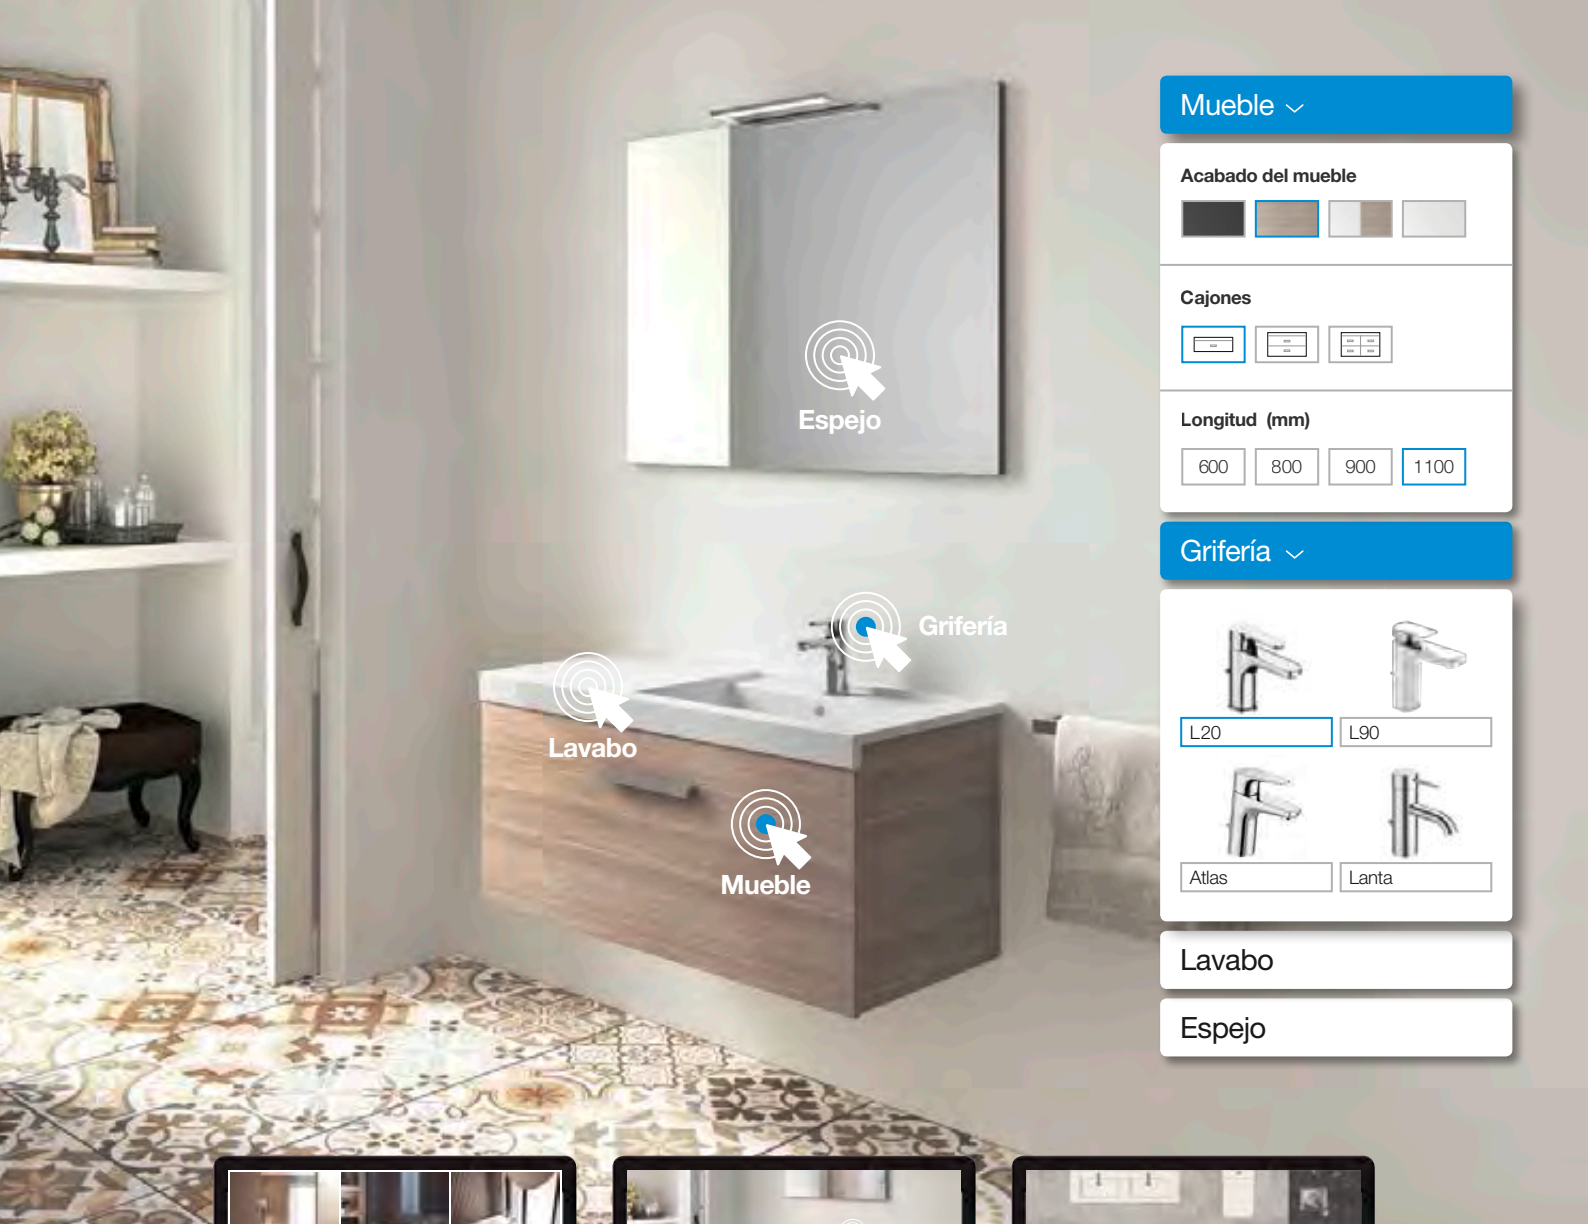 Mueble
Acabado del mueble
Cajones
Longitud (mm)
600 800 900 1100
Grifería
L20 L90
Atlas Lanta
Lavabo
Espejo
Espejo
Grifería
Lavabo
Mueble